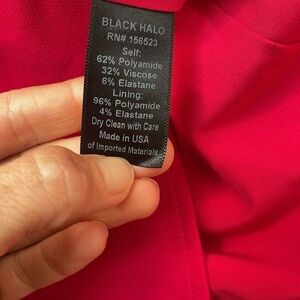 BLACK HALO
RN# 156523
Self:
62% Polyamide
32% Viscose
6% Elastane
Lining:
96% Polyamide
4% Elastane
Dry Clean with Care
Made in USA
of Imported Materials